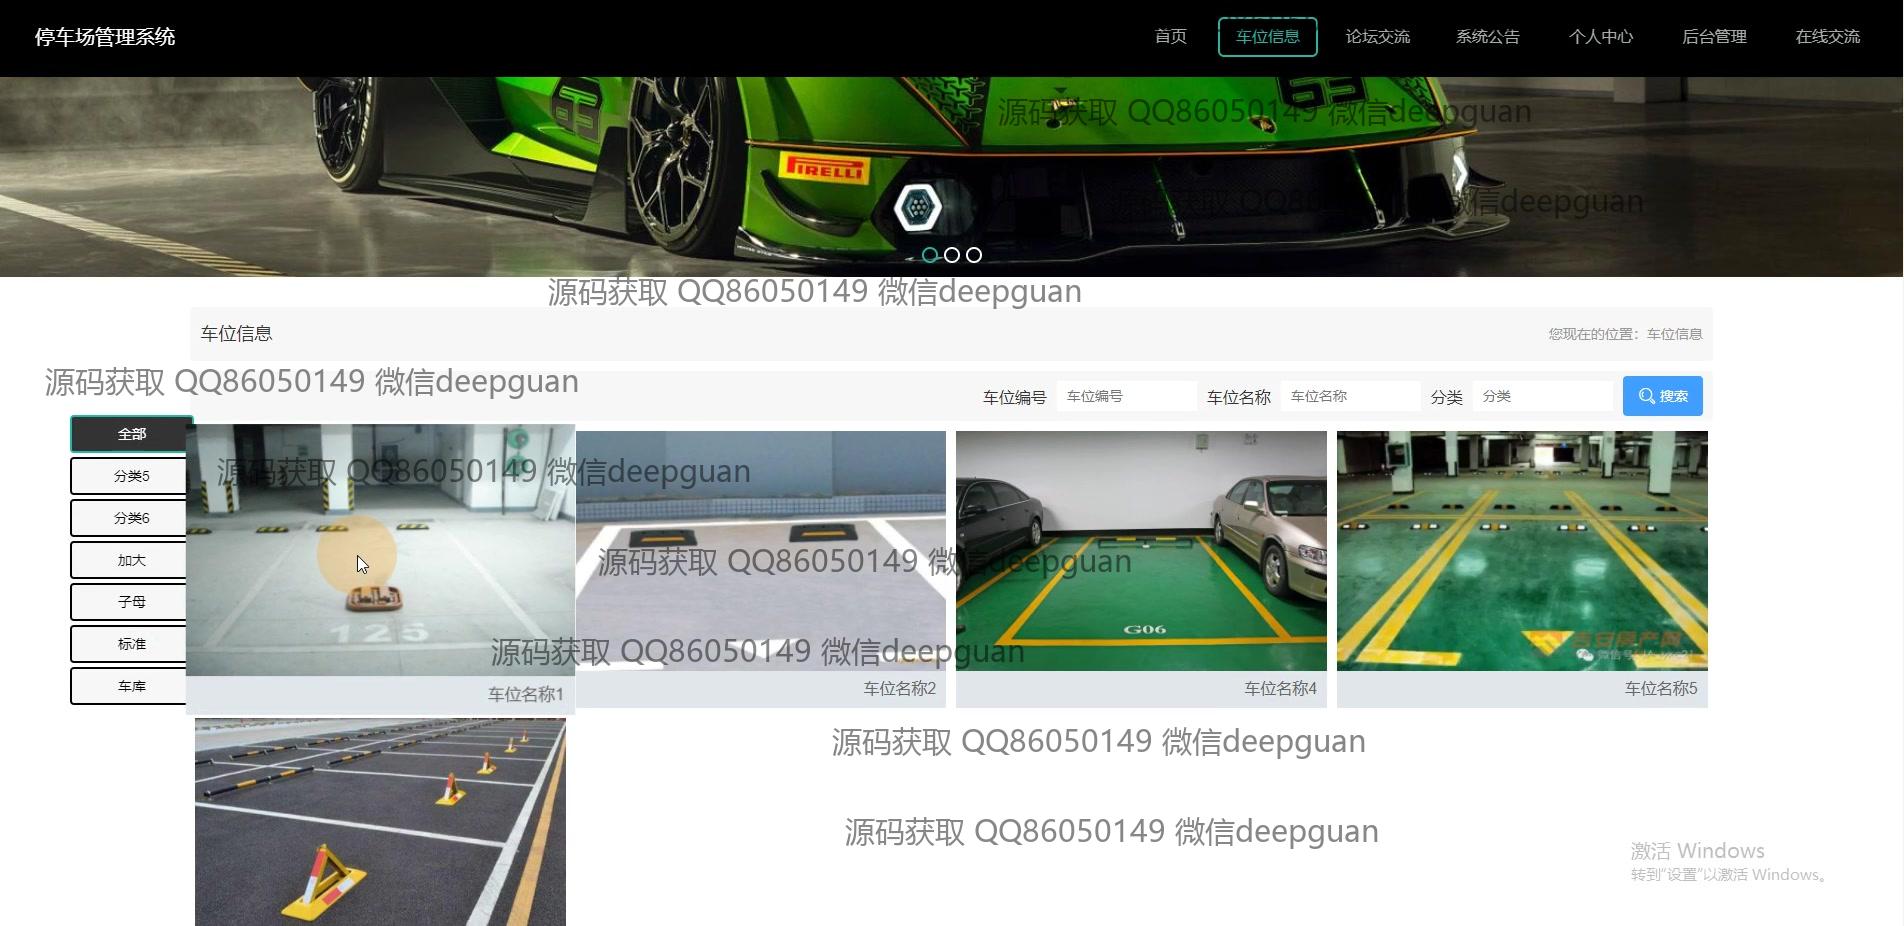 停车场管理系统
首页
车位信息
论坛交流
系统公告
个人中心
后台管理
在线交流
源码获取 QQ86050149 微信deepguan
PIRELLI
63
源码获取 QQ86050149 微信deepguan
源码获取 QQ86050149 微信deepguan
车位信息
您现在的位置：车位信息
源码获取 QQ86050149 微信deepguan
车位编号 车位编号
车位名称 车位名称
分类 分类
搜索
全部
分类5
分类6
加大
子母
标准
车库
源码获取 QQ86050149 微信deepguan
源码获取 QQ86050149 微信deepguan
125
G06
源码获取 QQ86050149 微信deepguan
车位名称1
车位名称2
车位名称4
车位名称5
源码获取 QQ86050149 微信deepguan
源码获取 QQ86050149 微信deepguan
激活 Windows
转到"设置"以激活 Windows。